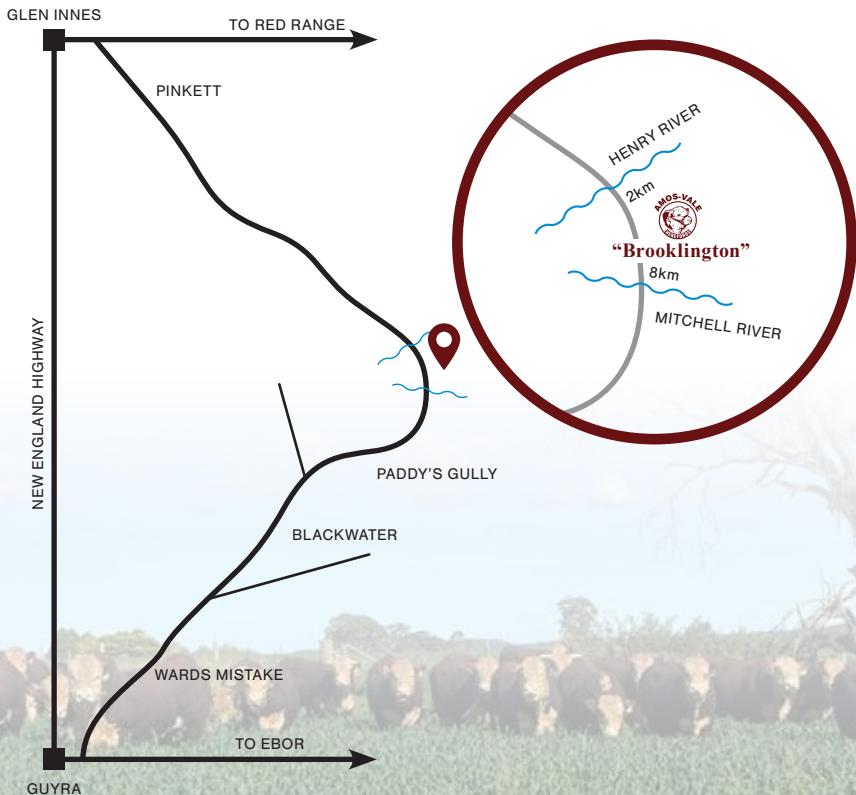 GLEN INNES
TO RED RANGE
PINKETT
HENRY RIVER
2km
AMOS-VALE
“Brooklington”
8km
MITCHELL RIVER
NEW ENGLAND HIGHWAY
PADDY’S GULLY
BLACKWATER
WARDS MISTAKE
TO EBOR
GUYRA